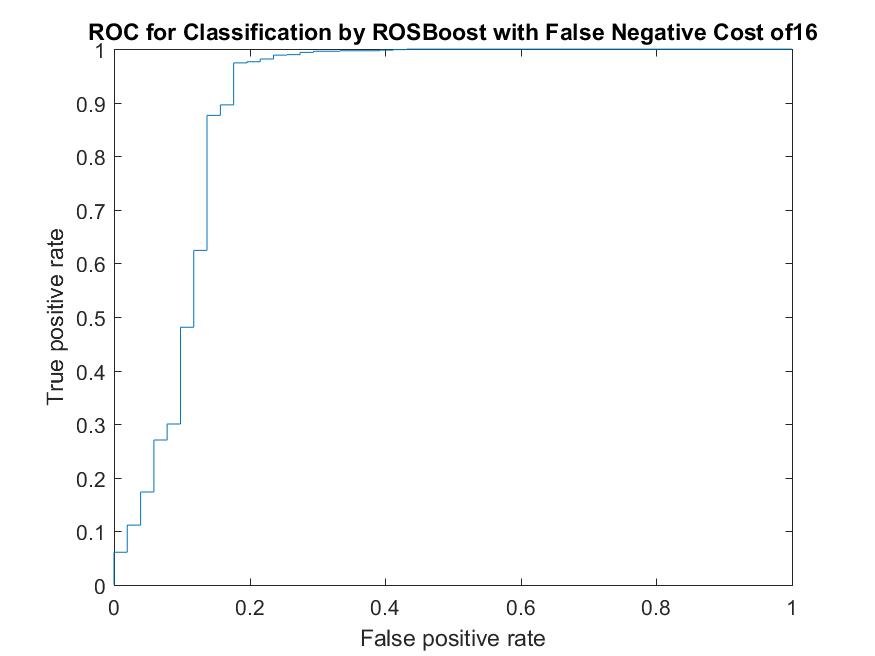 ROC for Classification by ROSBoost with False Negative Cost of16
1
0.9
0.8
0.7
0.6
0.5
0.4
0.3
0.2
0.1
0
True positive rate
0 0.2 0.4 0.6 0.8 1
False positive rate